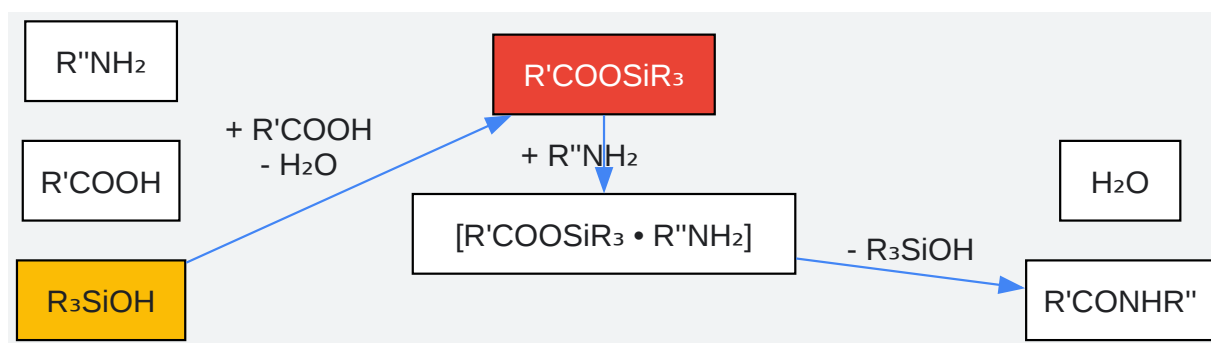 R"NH₂
R'COOH
R₃SiOH
+ R'COOH
- H₂O
R'COOSiR₃
+ R"NH₂
[R'COOSiR₃ • R"NH₂]
- R₃SiOH
H₂O
R'CONHR"